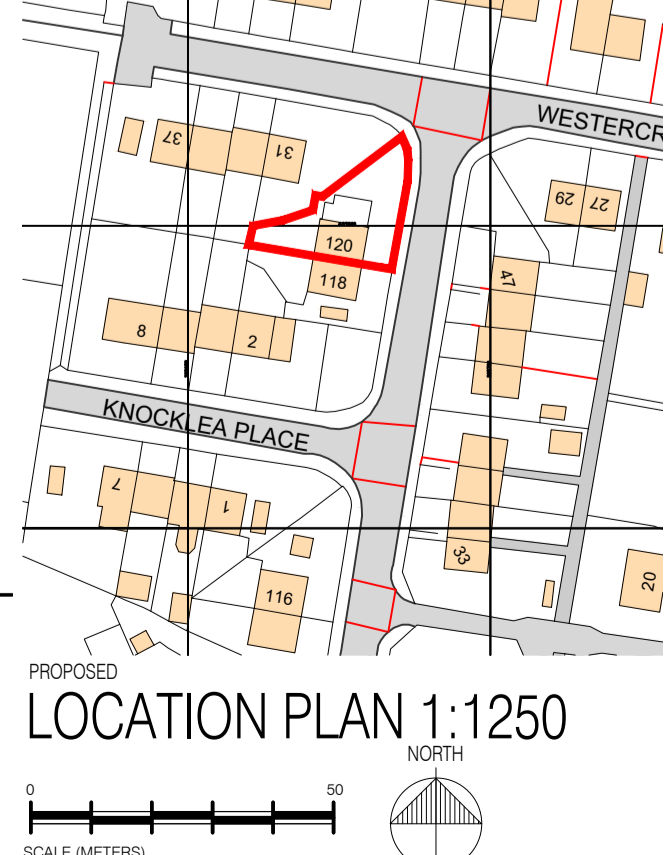 WESTERCR
37
31
29
27
120
47
118
8
2
KNOCKLEA PLACE
7
1
33
116
20
PROPOSED
LOCATION PLAN 1:1250
NORTH
0
50
SCALE (METERS)